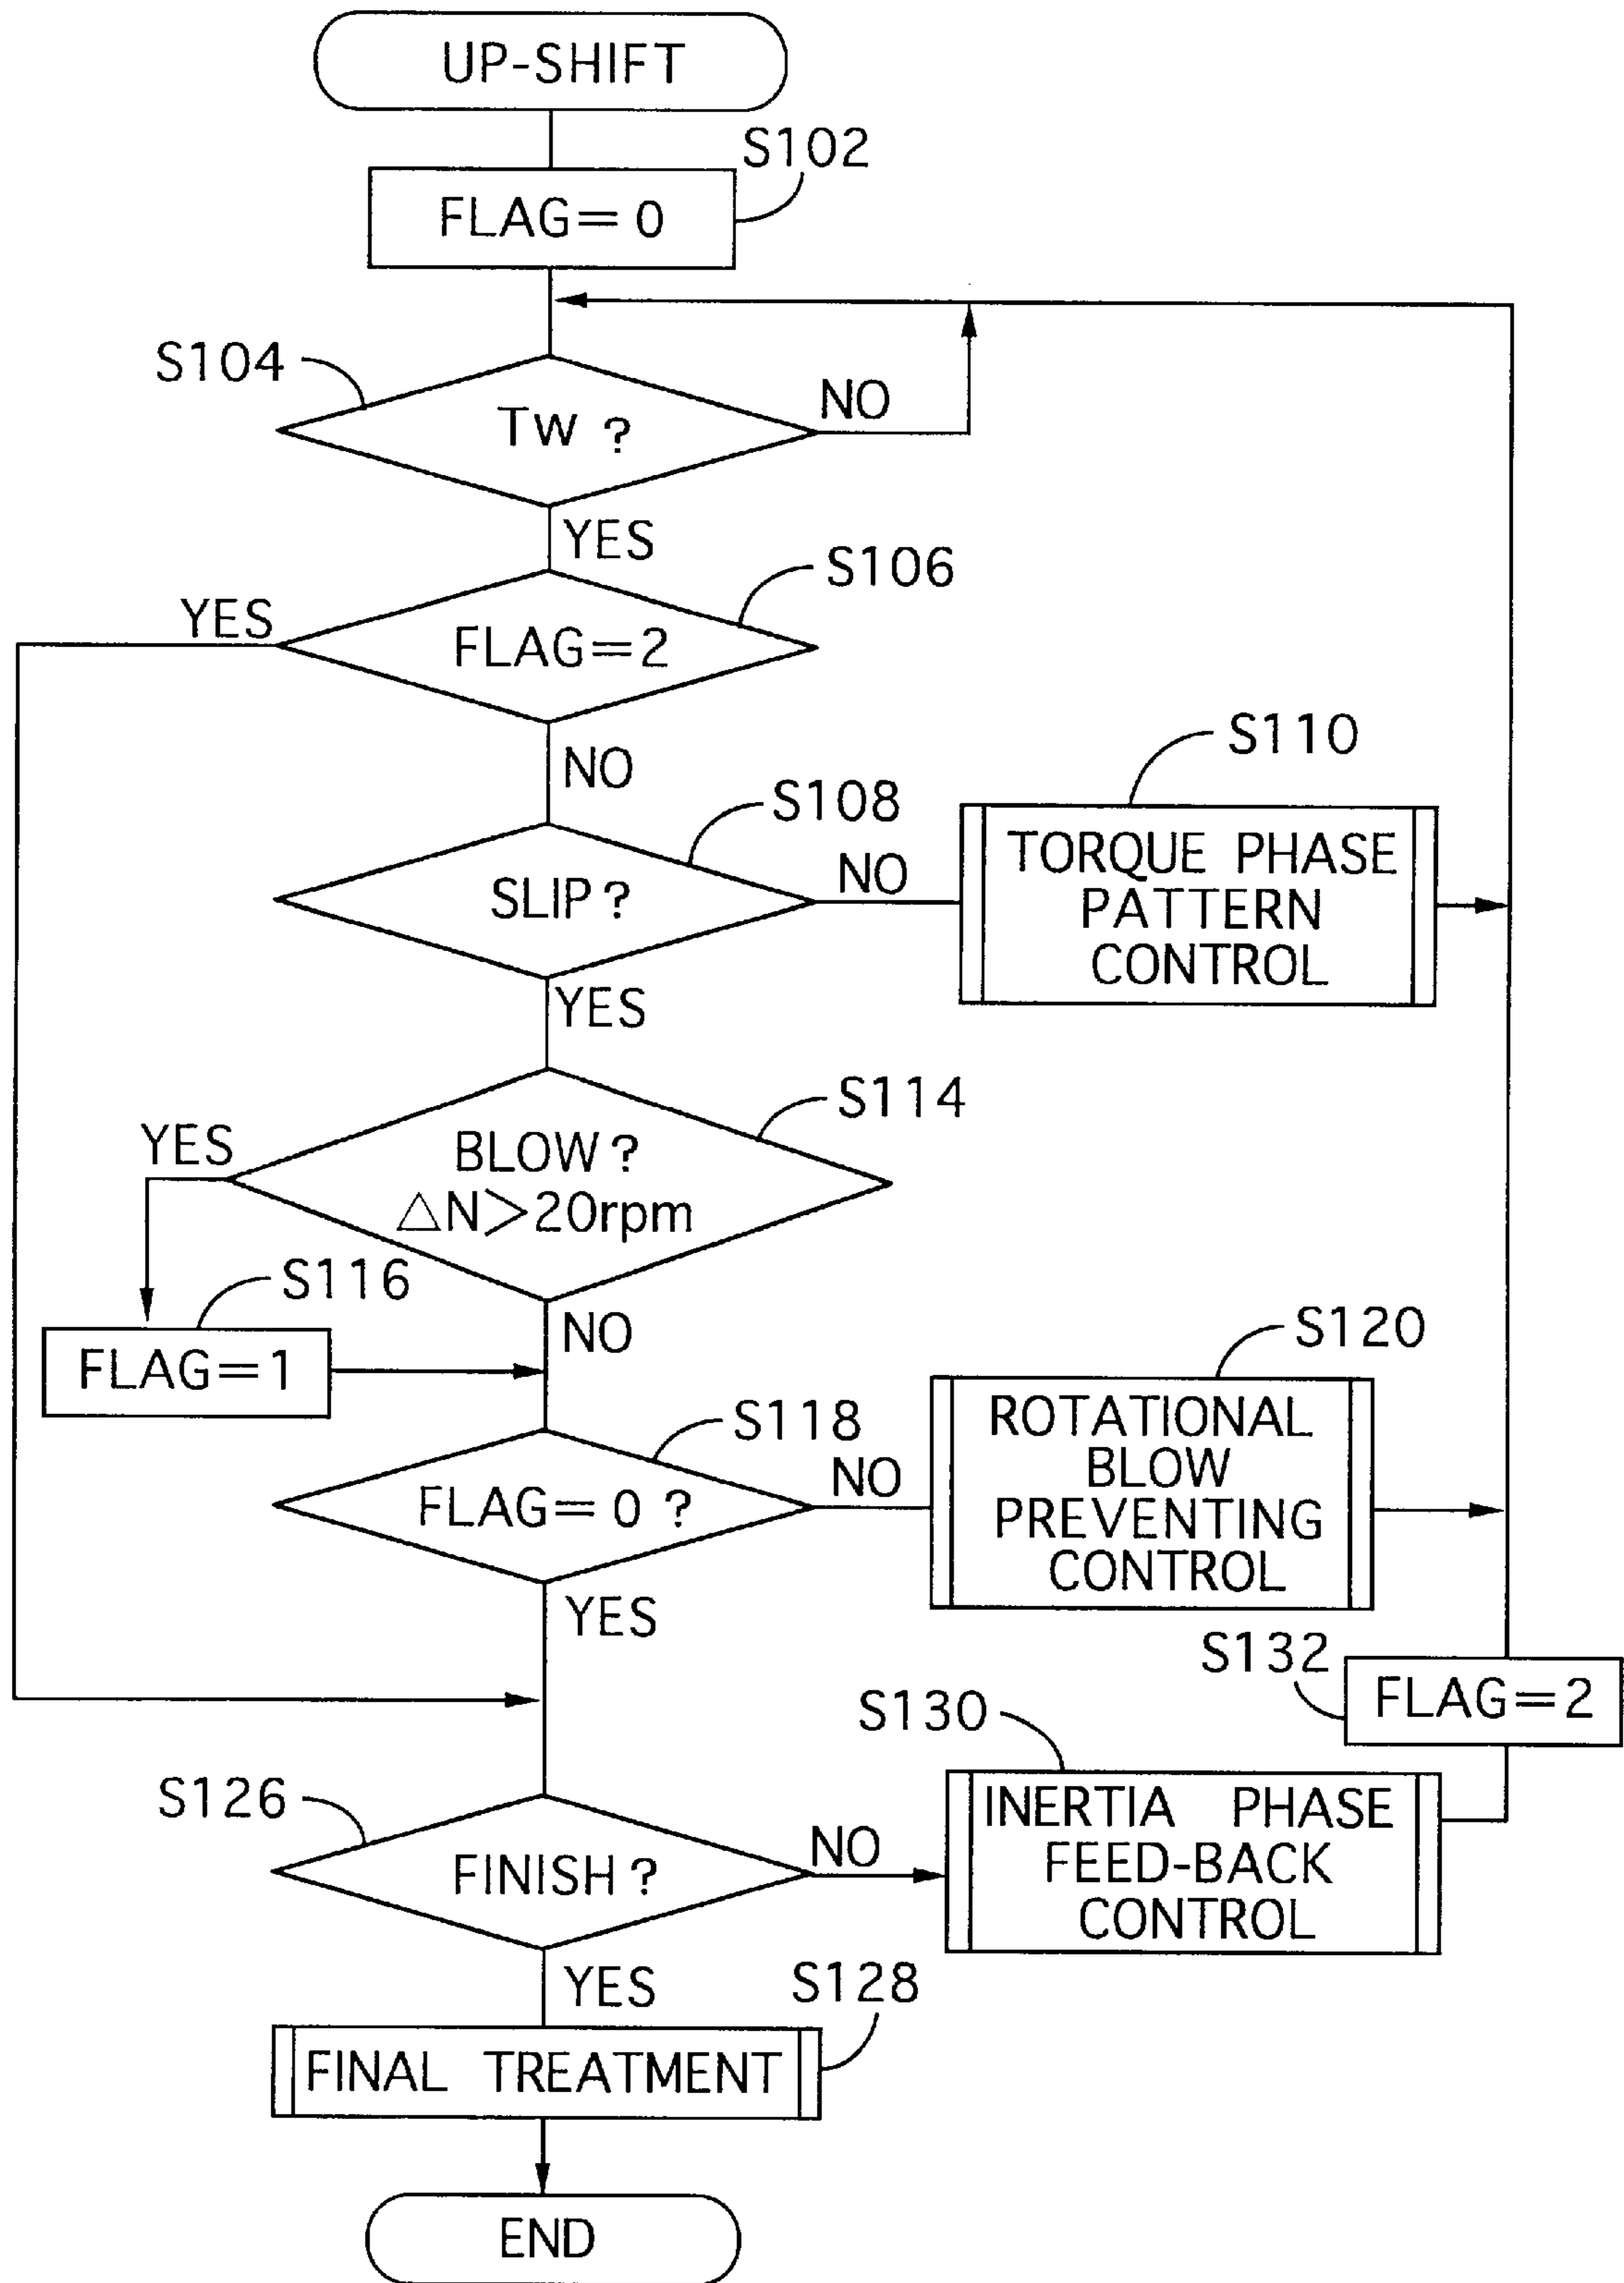 UP-SHIFT
S102
FLAG=0
S104
TW ?
NO
YES
S106
YES
FLAG=2
NO
S108
S110
SLIP?
NO
TORQUE PHASE
PATTERN
CONTROL
YES
S114
YES
BLOW?
△N>20rpm
S116
NO
FLAG=1
S120
S118
ROTATIONAL
BLOW
PREVENTING
CONTROL
FLAG=0 ?
NO
YES
S132
FLAG=2
S130
S126
INERTIA PHASE
FEED-BACK
CONTROL
FINISH?
NO
YES
S128
FINAL TREATMENT
END